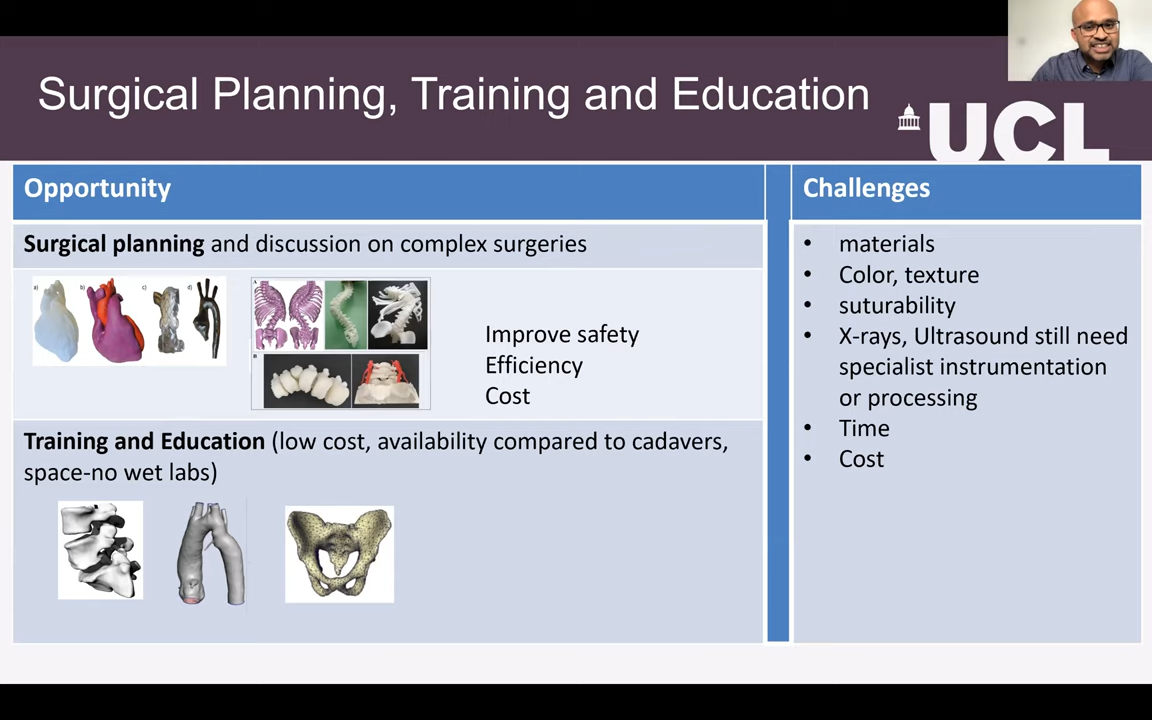 Surgical Planning, Training and Education
UCL
Opportunity
Surgical planning and discussion on complex surgeries
a)
b)
c)
d)
A
B
Improve safety
Efficiency
Cost
Training and Education (low cost, availability compared to cadavers,
space-no wet labs)
Challenges
• materials
• Color, texture
• suturability
• X-rays, Ultrasound still need
specialist instrumentation
or processing
• Time
• Cost